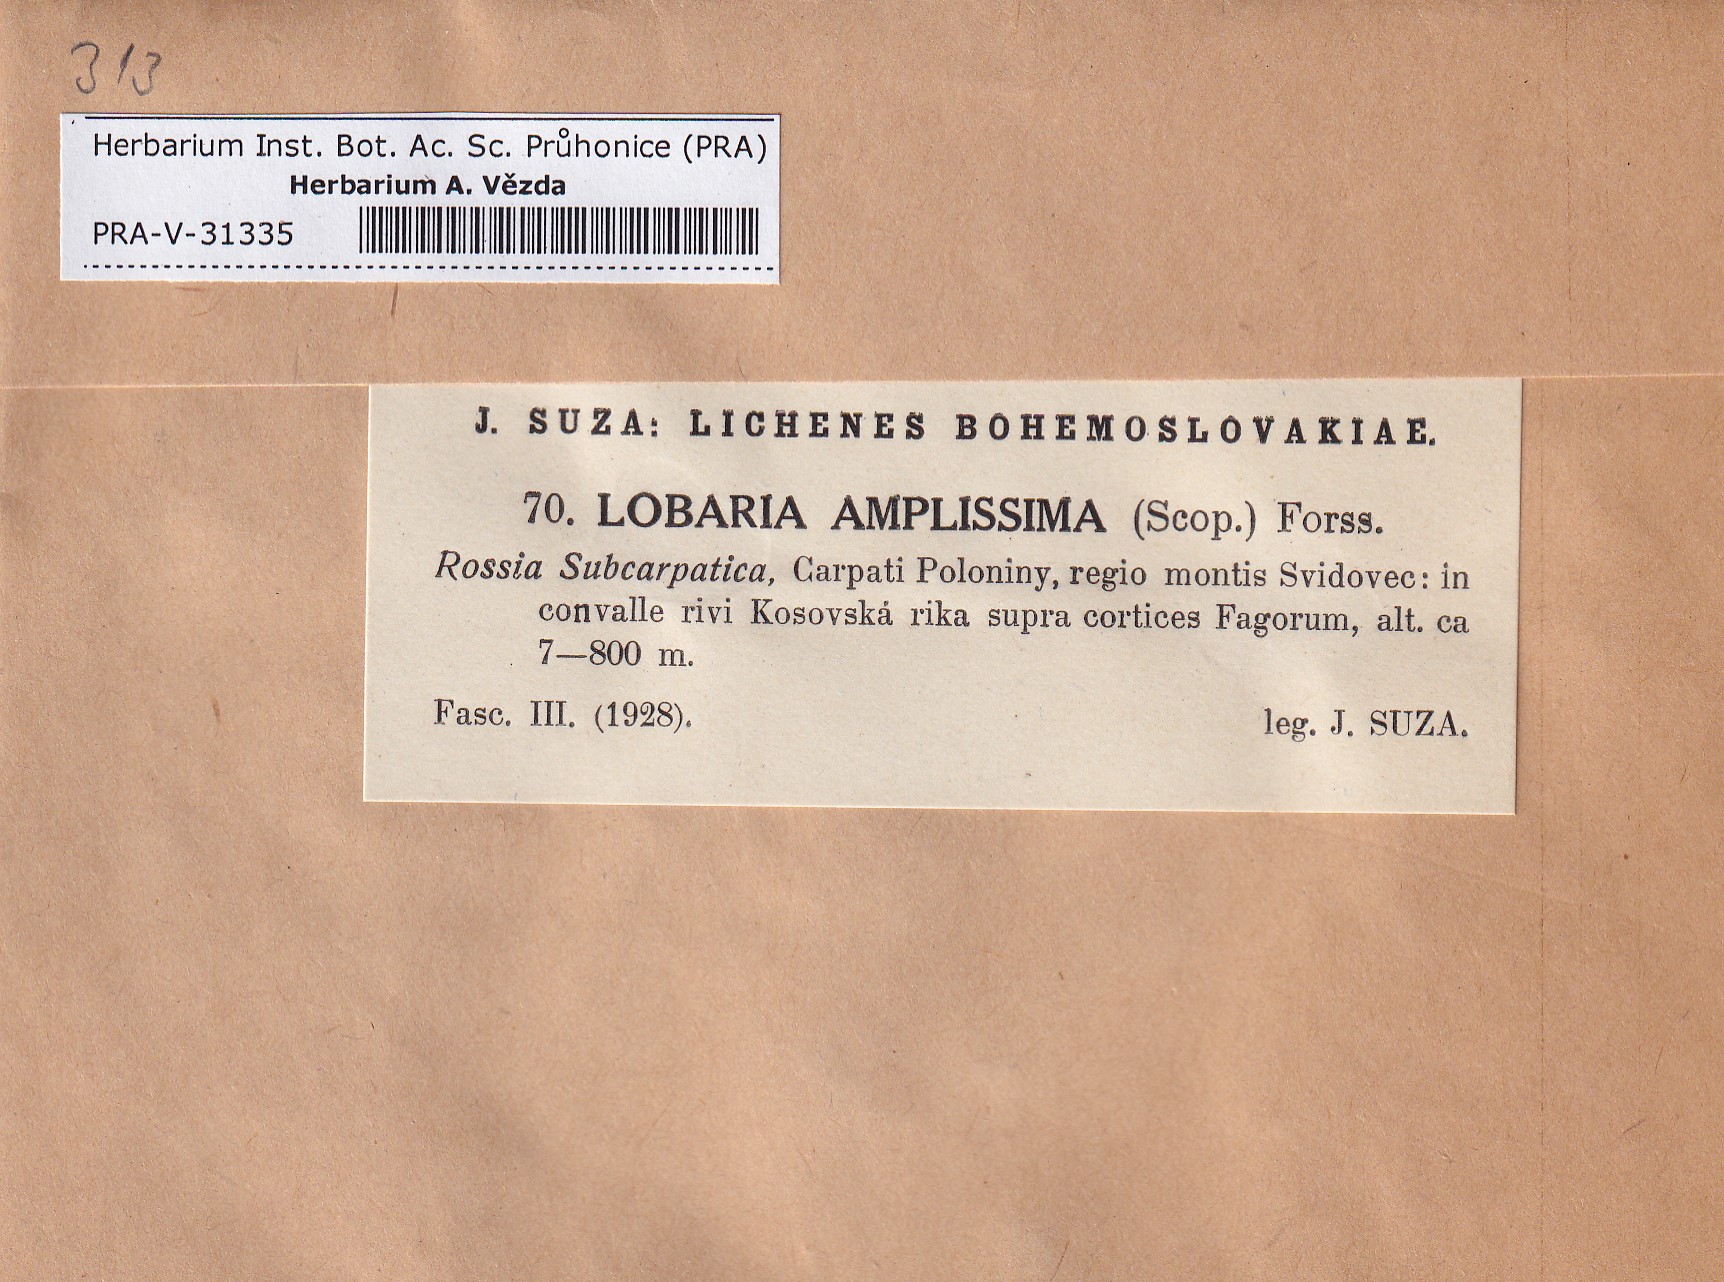 313
Herbarium Inst. Bot. Ac. Sc. Průhonice (PRA)
Herbarium A. Vězda
PRA-V-31335
J. SUZA: LICHENES BOHEMOSLOVAKIAE.
70. LOBARIA AMPLISSIMA (Scop.) Forss.
Rossia Subcarpatica, Carpati Poloniny, regio montis Svidovec: in
convalle rivi Kosovská rika supra cortices Fagorum, alt. ca
7—800 m.
Fasc. III. (1928). leg. J. SUZA.